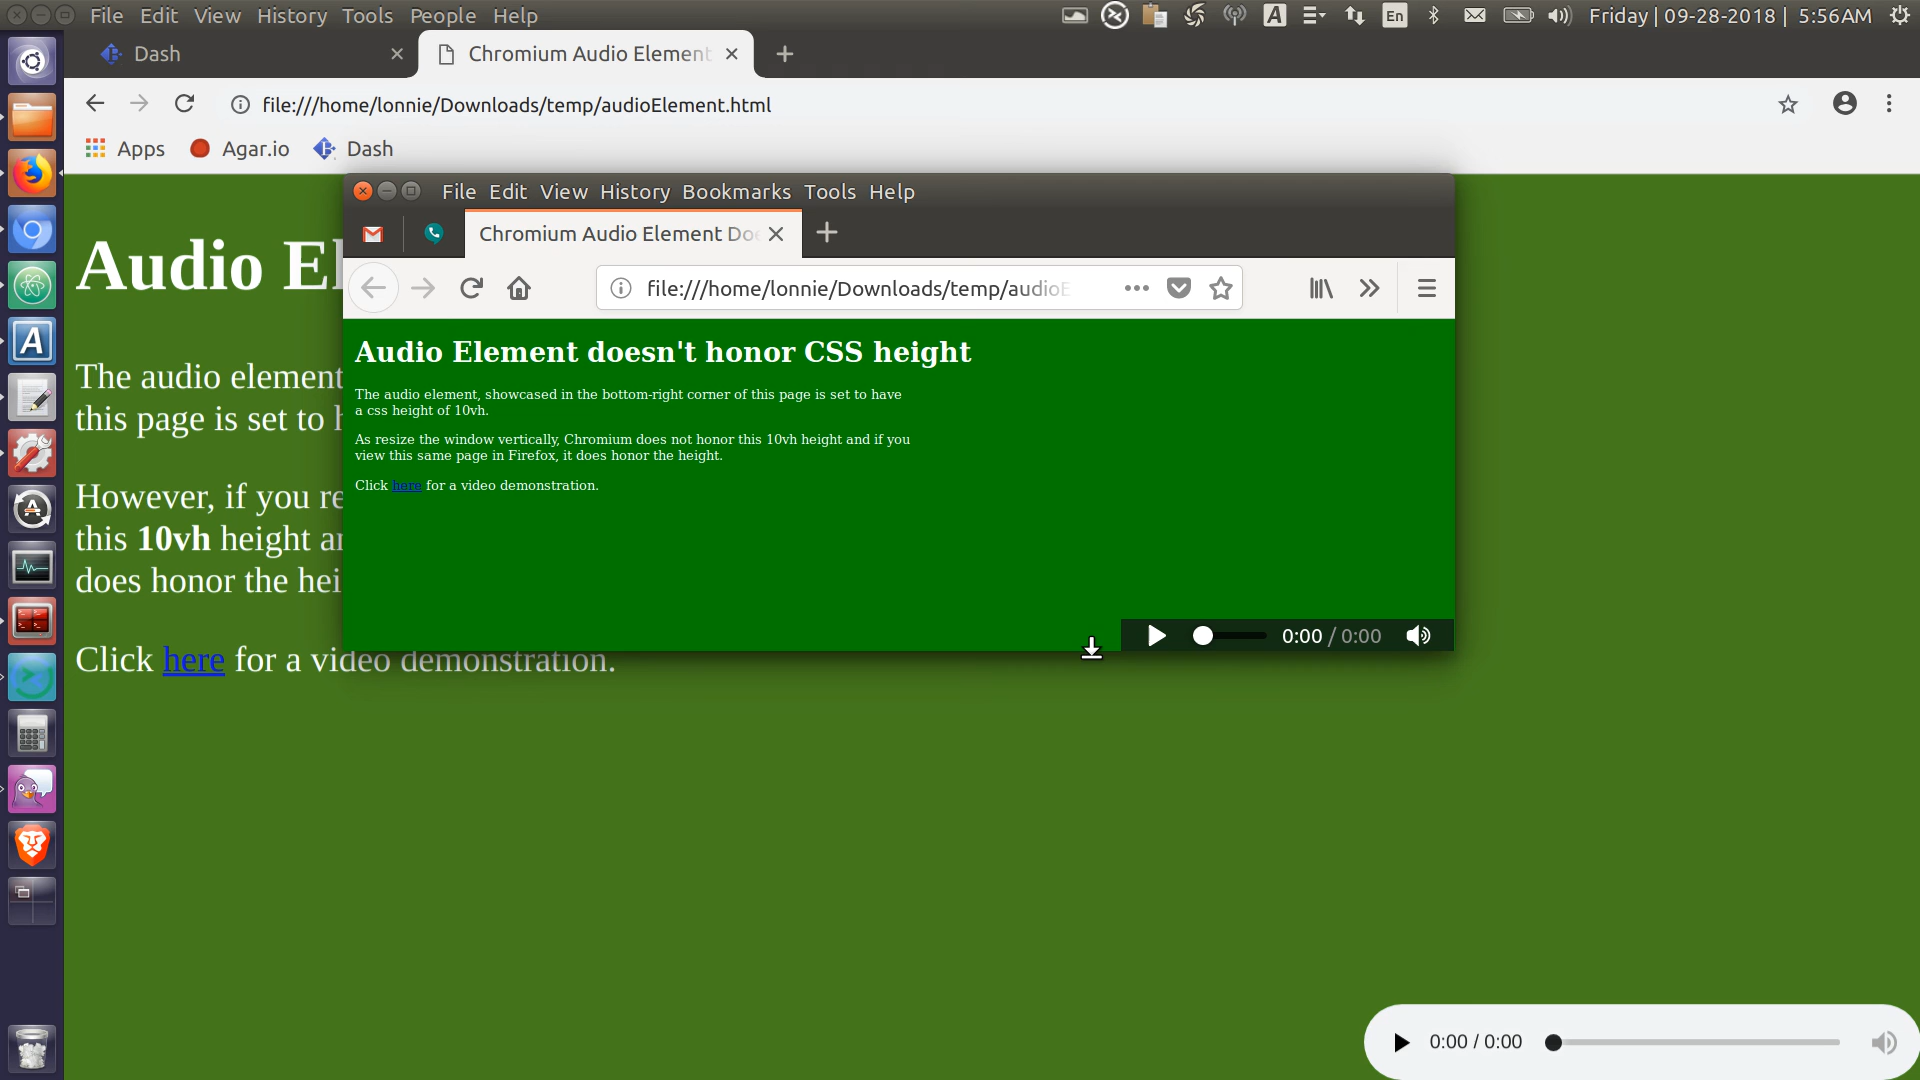 File Edit View History Tools People Help
En Friday | 09-28-2018 | 5:56AM
Dash
Chromium Audio Element
file:///home/lonnie/Downloads/temp/audioElement.html
Apps Agar.io Dash
Audio El
The audio element
this page is set to h
However, if you re
this 10vh height an
does honor the hei
Click here for a video demonstration.
File Edit View History Bookmarks Tools Help
Chromium Audio Element Doe
file:///home/lonnie/Downloads/temp/audioE
Audio Element doesn't honor CSS height
The audio element, showcased in the bottom-right corner of this page is set to have
a css height of 10vh.
As resize the window vertically, Chromium does not honor this 10vh height and if you
view this same page in Firefox, it does honor the height.
Click here for a video demonstration.
0:00 / 0:00
0:00 / 0:00